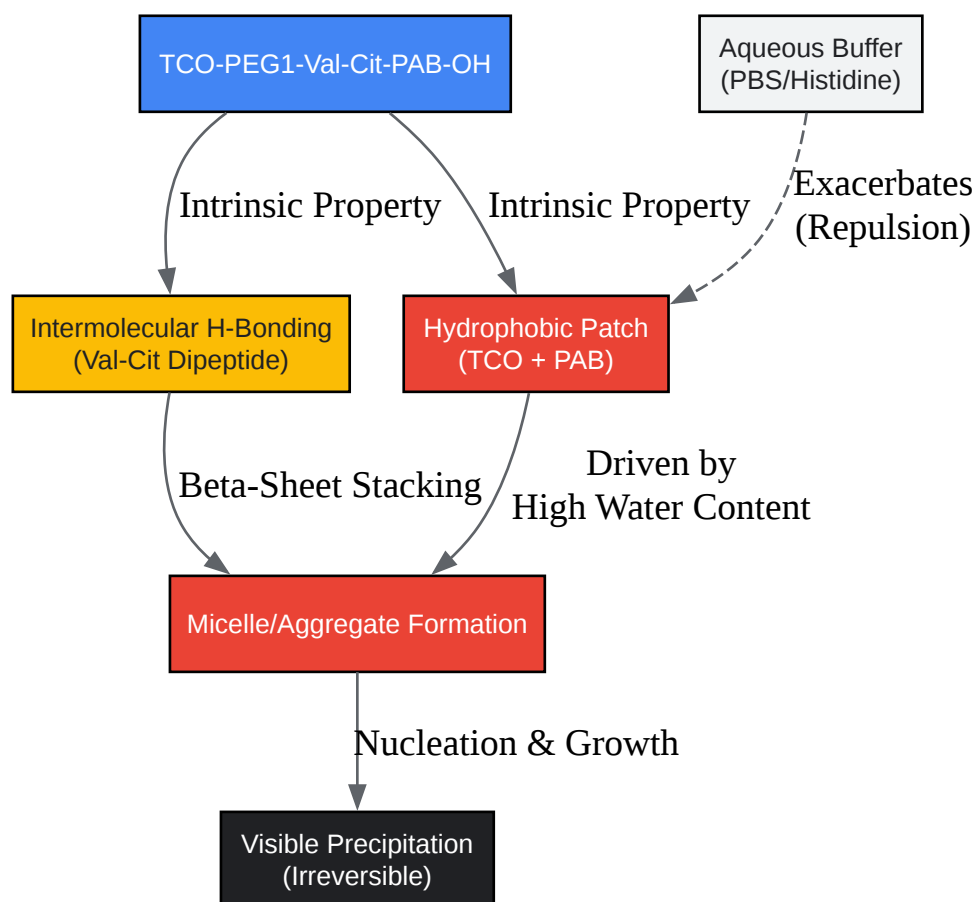 TCO-PEG1-Val-Cit-PAB-OH
Aqueous Buffer
(PBS/Histidine)
Intrinsic Property
Intrinsic Property
Exacerbates
(Repulsion)
Intermolecular H-Bonding
(Val-Cit Dipeptide)
Hydrophobic Patch
(TCO + PAB)
Beta-Sheet Stacking
Driven by
High Water Content
Micelle/Aggregate Formation
Nucleation & Growth
Visible Precipitation
(Irreversible)